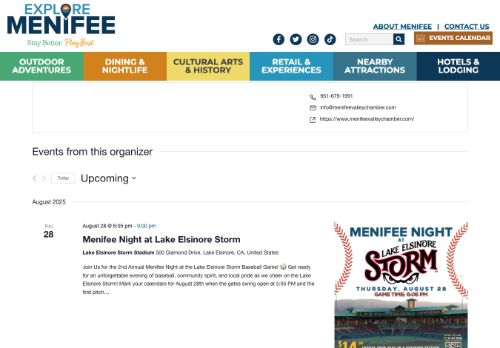 EXPLORE
MENIFEE
Stay Better. Play Best.
ABOUT MENIFEE | CONTACT US
Search
EVENTS CALENDAR
OUTDOOR ADVENTURES
DINING & NIGHTLIFE
CULTURAL ARTS & HISTORY
RETAIL & EXPERIENCES
NEARBY ATTRACTIONS
HOTELS & LODGING
951-679-1991
info@menifeevalleychamber.com
https://www.menifeevalleychamber.com/
Events from this organizer
Today
Upcoming
August 2025
THU
28
August 28 @ 6:05 pm - 9:00 pm
Menifee Night at Lake Elsinore Storm
Lake Elsinore Storm Stadium 500 Diamond Drive, Lake Elsinore, CA, United States
Join Us for the 2nd Annual Menifee Night at the Lake Elsinore Storm Baseball Game! ⚾ Get ready
for an unforgettable evening of baseball, community spirit, and local pride as we cheer on the Lake
Elsinore Storm! Mark your calendars for August 28th when the gates swing open at 5:05 PM and the
first pitch…
MENIFEE NIGHT
AT
LAKE ELSINORE
STORM
THURSDAY, AUGUST 28
GAME TIME: 6:05 PM
$14